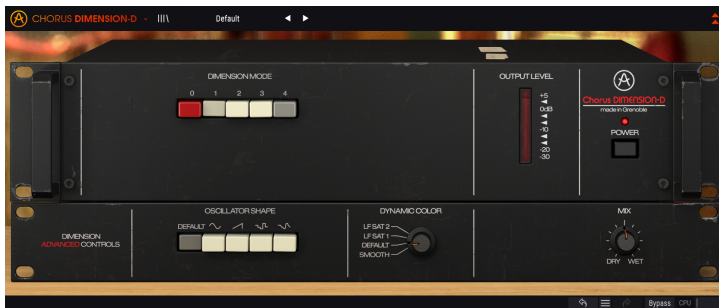 CHORUS DIMENSION-D
Default
DIMENSION MODE
0 1 2 3 4
OUTPUT LEVEL
+5
0dB
-10
-20
-30
Chorus DIMENSION-D
made in Grenoble
POWER
DIMENSION
ADVANCED CONTROLS
OSCILLATOR SHAPE
DEFAULT
DYNAMIC COLOR
LF SAT 2
LF SAT 1
DEFAULT
SMOOTH
MIX
DRY WET
Bypass CPU